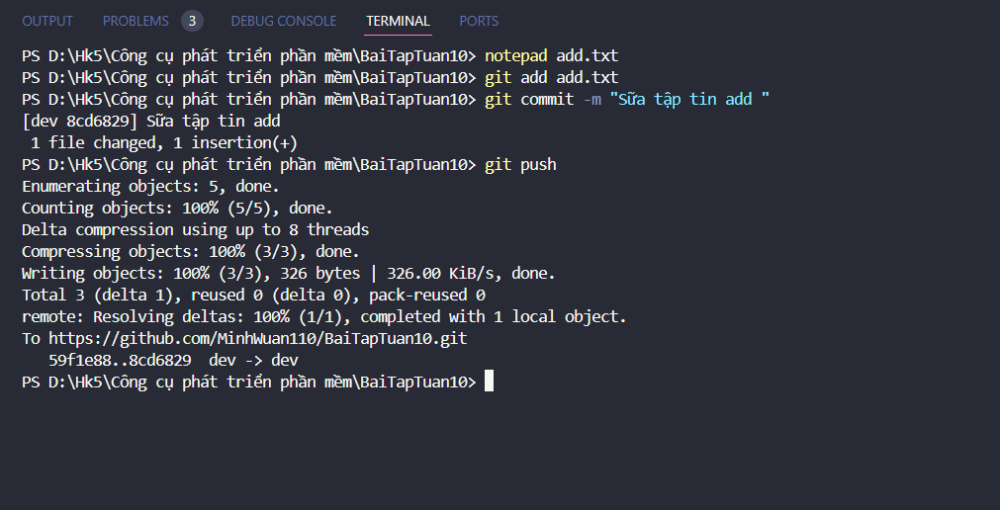 OUTPUT PROBLEMS 3 DEBUG CONSOLE TERMINAL PORTS
PS D:\Hk5\Công cụ phát triển phần mềm\BaiTapTuan10> notepad add.txt
PS D:\Hk5\Công cụ phát triển phần mềm\BaiTapTuan10> git add add.txt
PS D:\Hk5\Công cụ phát triển phần mềm\BaiTapTuan10> git commit -m "Sữa tập tin add "
[dev 8cd6829] Sữa tập tin add
 1 file changed, 1 insertion(+)
PS D:\Hk5\Công cụ phát triển phần mềm\BaiTapTuan10> git push
Enumerating objects: 5, done.
Counting objects: 100% (5/5), done.
Delta compression using up to 8 threads
Compressing objects: 100% (3/3), done.
Writing objects: 100% (3/3), 326 bytes | 326.00 KiB/s, done.
Total 3 (delta 1), reused 0 (delta 0), pack-reused 0
remote: Resolving deltas: 100% (1/1), completed with 1 local object.
To https://github.com/MinhWuan110/BaiTapTuan10.git
   59f1e88..8cd6829  dev -> dev
PS D:\Hk5\Công cụ phát triển phần mềm\BaiTapTuan10>